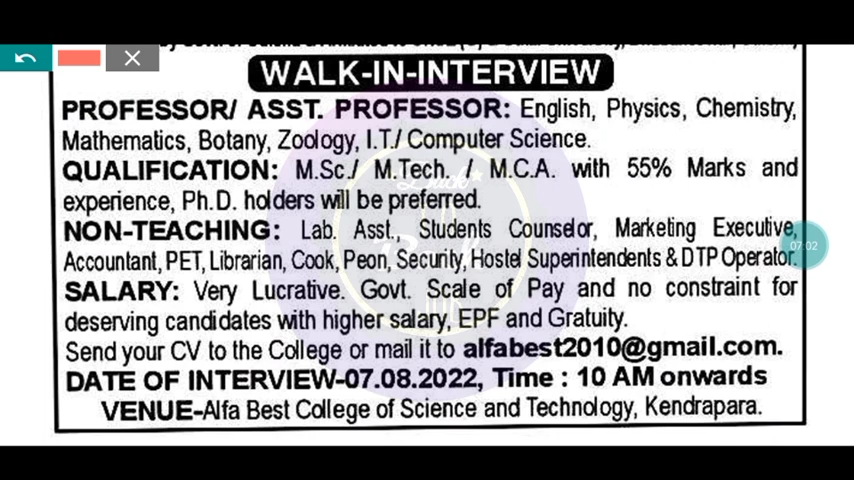 WALK-IN-INTERVIEW
PROFESSOR/ ASST. PROFESSOR: English, Physics, Chemistry,
Mathematics, Botany, Zoology, I.T./ Computer Science.
QUALIFICATION: M.Sc./ M.Tech. / M.C.A. with 55% Marks and
experience, Ph.D. holders will be preferred.
NON-TEACHING: Lab. Asst., Students Counselor, Marketing Executive,
Accountant, PET, Librarian, Cook, Peon, Security, Hostel Superintendents & DTP Operator.
07:02
SALARY: Very Lucrative. Govt. Scale of Pay and no constraint for
deserving candidates with higher salary, EPF and Gratuity.
Send your CV to the College or mail it to alfabest2010@gmail.com.
DATE OF INTERVIEW-07.08.2022, Time : 10 AM onwards
VENUE-Alfa Best College of Science and Technology, Kendrapara.